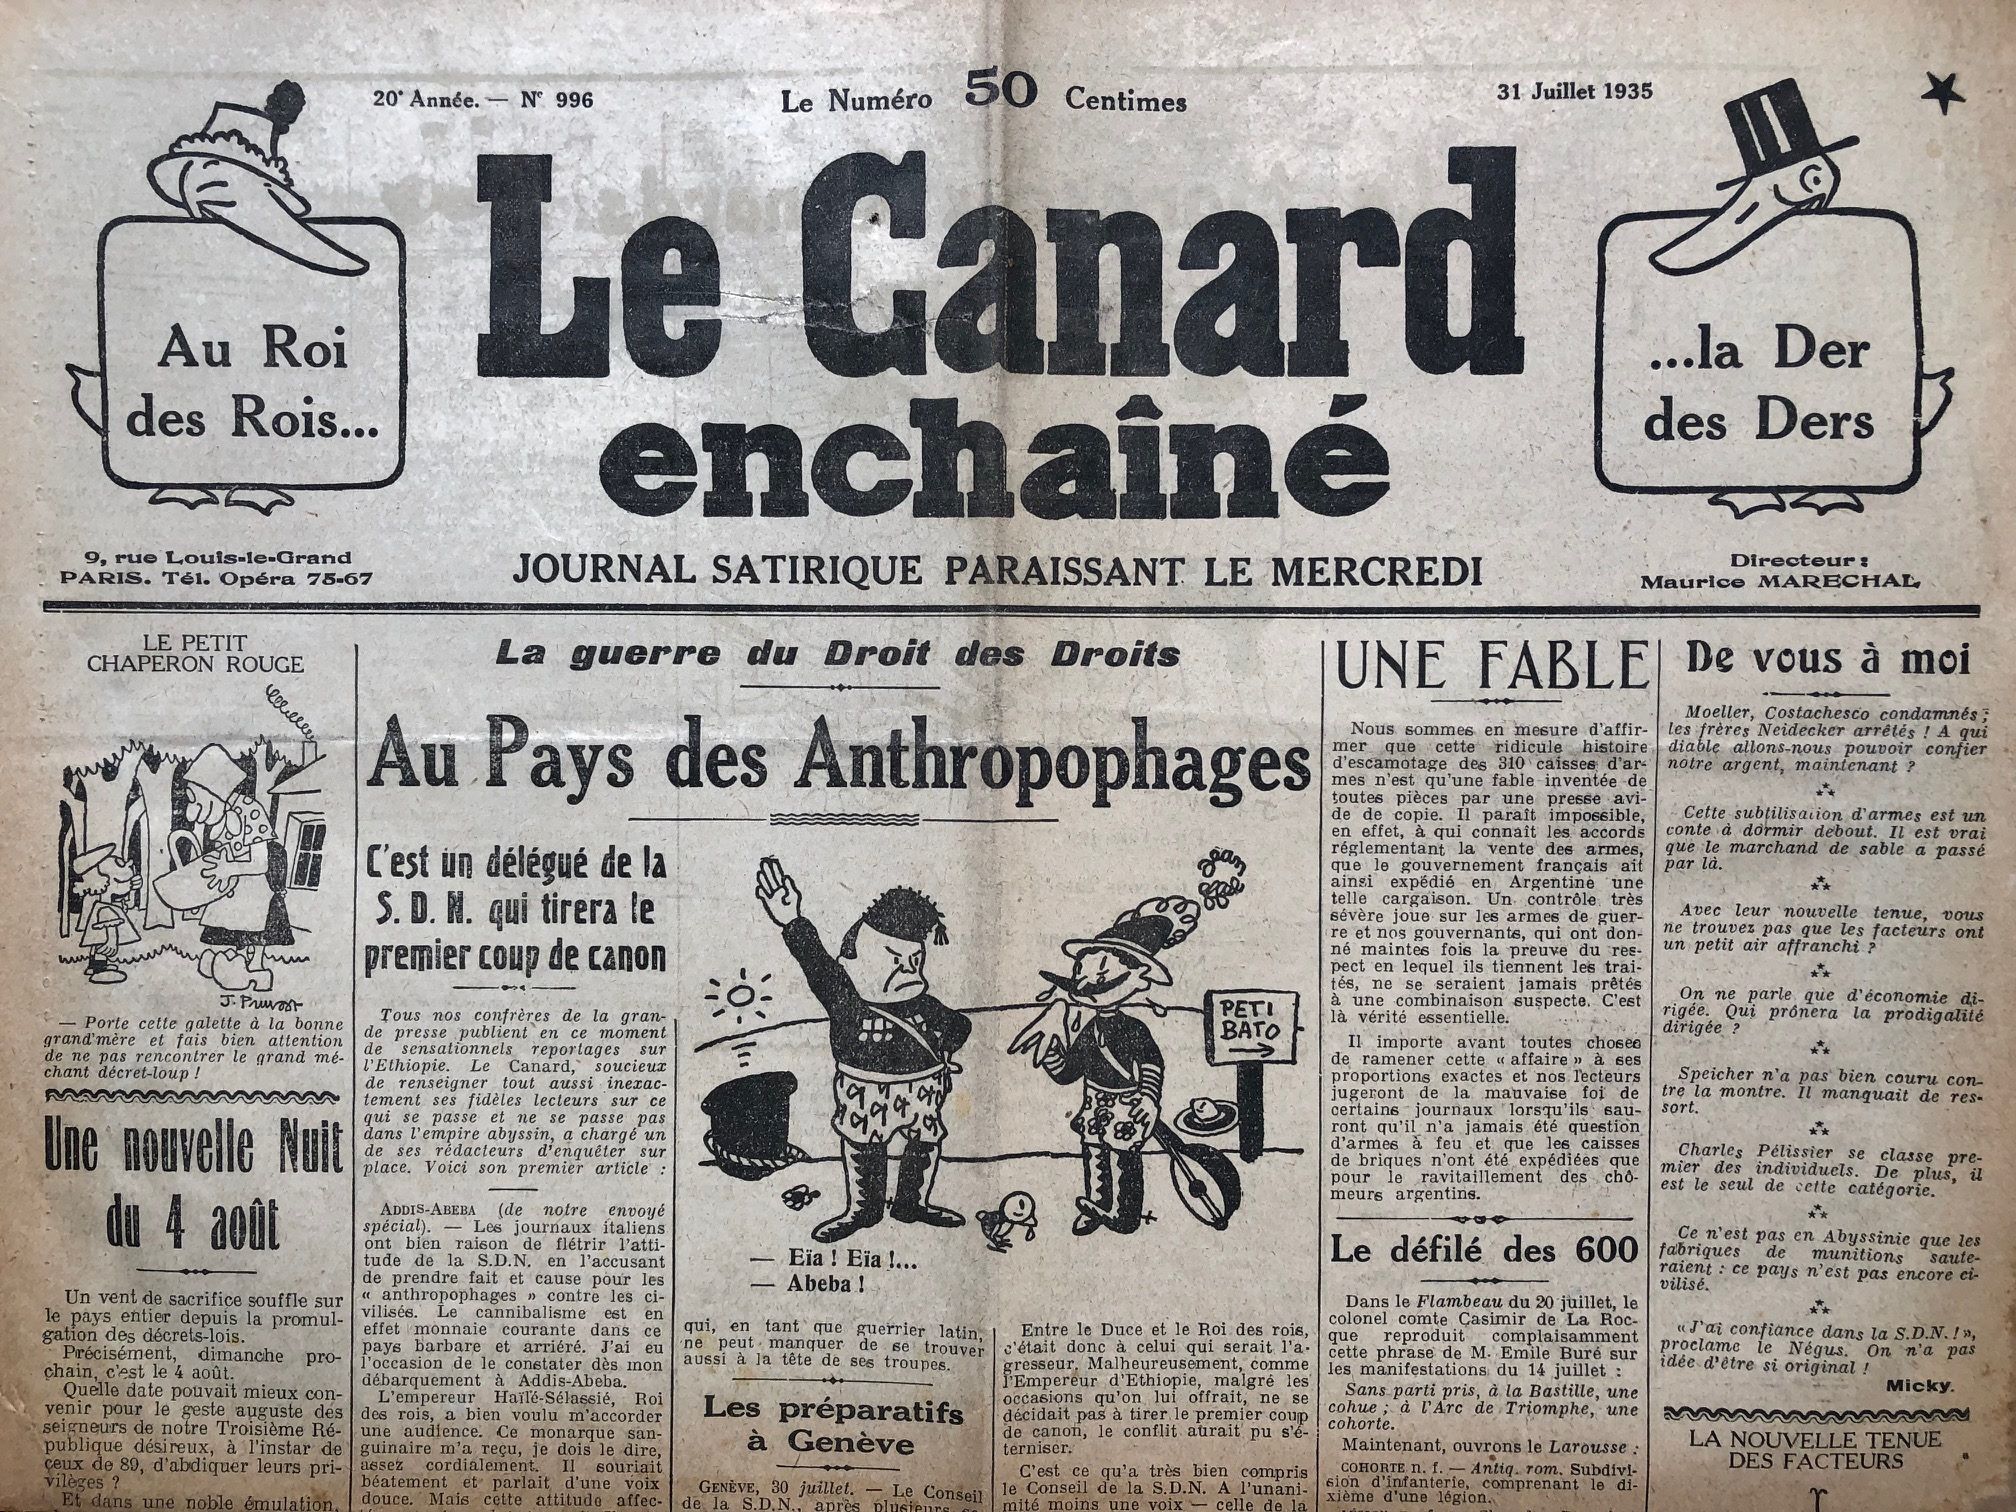 20e Année. — No 996
Le Numéro 50 Centimes
31 Juillet 1935
Au Roi
des Rois...
Le Canard
enchaîné
...la Der
des Ders
9, rue Louis-le-Grand
PARIS. Tél. Opéra 75-67
JOURNAL SATIRIQUE PARAISSANT LE MERCREDI
Directeur :
Maurice MARECHAL
LE PETIT
CHAPERON ROUGE
— Porte cette galette à la bonne
grand'mère et fais bien attention
de ne pas rencontrer le grand mé-
chant décret-loup !
Une nouvelle Nuit
du 4 août
Un vent de sacrifice souffle sur
le pays entier depuis la promul-
gation des décrets-lois.
Précisément, dimanche pro-
chain, c'est le 4 août.
Quelle date pouvait mieux con-
venir pour le geste auguste des
seigneurs de notre Troisième Ré-
publique désireux, à l'instar de
ceux de 89, d'abdiquer leurs pri-
vilèges ?
Et dans une noble émulation,
La guerre du Droit des Droits
Au Pays des Anthropophages
C'est un délégué de la
S. D. N. qui tirera le
premier coup de canon
Tous nos confrères de la gran-
de presse publient en ce moment
de sensationnels reportages sur
l'Ethiopie. Le Canard, soucieux
de renseigner tout aussi inexac-
tement ses fidèles lecteurs sur ce
qui se passe et ne se passe pas
dans l'empire abyssin, a chargé un
de ses rédacteurs d'enquêter sur
place. Voici son premier article :
ADDIS-ABEBA (de notre envoyé
spécial). — Les journaux italiens
ont bien raison de flétrir l'atti-
tude de la S.D.N. en l'accusant
de prendre fait et cause pour les
« anthropophages » contre les ci-
vilisés. Le cannibalisme est en
effet monnaie courante dans ce
pays barbare et arriéré. J'ai eu
l'occasion de le constater dès mon
débarquement à Addis-Abeba.
L'empereur Haïlé-Sélassié, Roi
des rois, a bien voulu m'accorder
une audience. Ce monarque san-
guinaire m'a reçu, je dois le dire,
assez cordialement. Il souriait
béatement et parlait d'une voix
douce. Mais cette attitude affec-
PETI
BATO
— Eïa ! Eïa !...
— Abeba !
qui, en tant que guerrier latin,
ne peut manquer de se trouver
aussi à la tête de ses troupes.
Les préparatifs
à Genève
GENÈVE, 30 juillet. — Le Conseil
de la S.D.N., après plusieurs
Entre le Duce et le Roi des rois,
c'était donc à celui qui serait l'a-
gresseur. Malheureusement, comme
l'Empereur d'Ethiopie, malgré les
occasions qu'on lui offrait, ne se
décidait pas à tirer le premier coup
de canon, le conflit aurait pu s'é-
terniser.
C'est ce qu'a très bien compris
le Conseil de la S.D.N. A l'unani-
mité moins une voix — celle de la
UNE FABLE
Nous sommes en mesure d'affir-
mer que cette ridicule histoire
d'escamotage des 310 caisses d'ar-
mes n'est qu'une fable inventée de
toutes pièces par une presse avi-
de de copie. Il paraît impossible,
en effet, à qui connaît les accords
réglementant la vente des armes,
que le gouvernement français ait
ainsi expédié en Argentine une
telle cargaison. Un contrôle très
sévère joue sur les armes de guer-
re et nos gouvernants, qui ont don-
né maintes fois la preuve du res-
pect en lequel ils tiennent les trai-
tés, ne se seraient jamais prêtés
à une combinaison suspecte. C'est
là vérité essentielle.
Il importe avant toutes choses
de ramener cette « affaire » à ses
proportions exactes et nos lecteurs
jugeront de la mauvaise foi de
certains journaux lorsqu'ils sau-
ront qu'il n'a jamais été question
d'armes à feu et que les caisses
de briques n'ont été expédiées que
pour le ravitaillement des chô-
meurs argentins.
Le défilé des 600
Dans le Flambeau du 20 juillet, le
colonel comte Casimir de La Roc-
que reproduit complaisamment
cette phrase de M. Emile Buré sur
les manifestations du 14 juillet :
Sans parti pris, à la Bastille, une
cohue ; à l'Arc de Triomphe, une
cohorte.
Maintenant, ouvrons le Larousse :
COHORTE n. f. — Antiq. rom. Subdivi-
sion d'infanterie, comprenant le di-
xième d'une légion.
De vous à moi
Moeller, Costachesco condamnés ;
les frères Neidecker arrêtés ! A qui
diable allons-nous pouvoir confier
notre argent, maintenant ?
Cette subtilisation d'armes est un
conte à dormir debout. Il est vrai
que le marchand de sable a passé
par là.
Avec leur nouvelle tenue, vous
ne trouvez pas que les facteurs ont
un petit air affranchi ?
On ne parle que d'économie di-
rigée. Qui prônera la prodigalité
dirigée ?
Speicher n'a pas bien couru con-
tre la montre. Il manquait de res-
sort.
Charles Pélissier se classe pre-
mier des individuels. De plus, il
est le seul de cette catégorie.
Ce n'est pas en Abyssinie que les
fabriques de munitions saute-
raient : ce pays n'est pas encore ci-
vilisé.
« J'ai confiance dans la S.D.N. ! »,
proclame le Négus. On n'a pas
idée d'être si original !
Micky.
LA NOUVELLE TENUE
DES FACTEURS